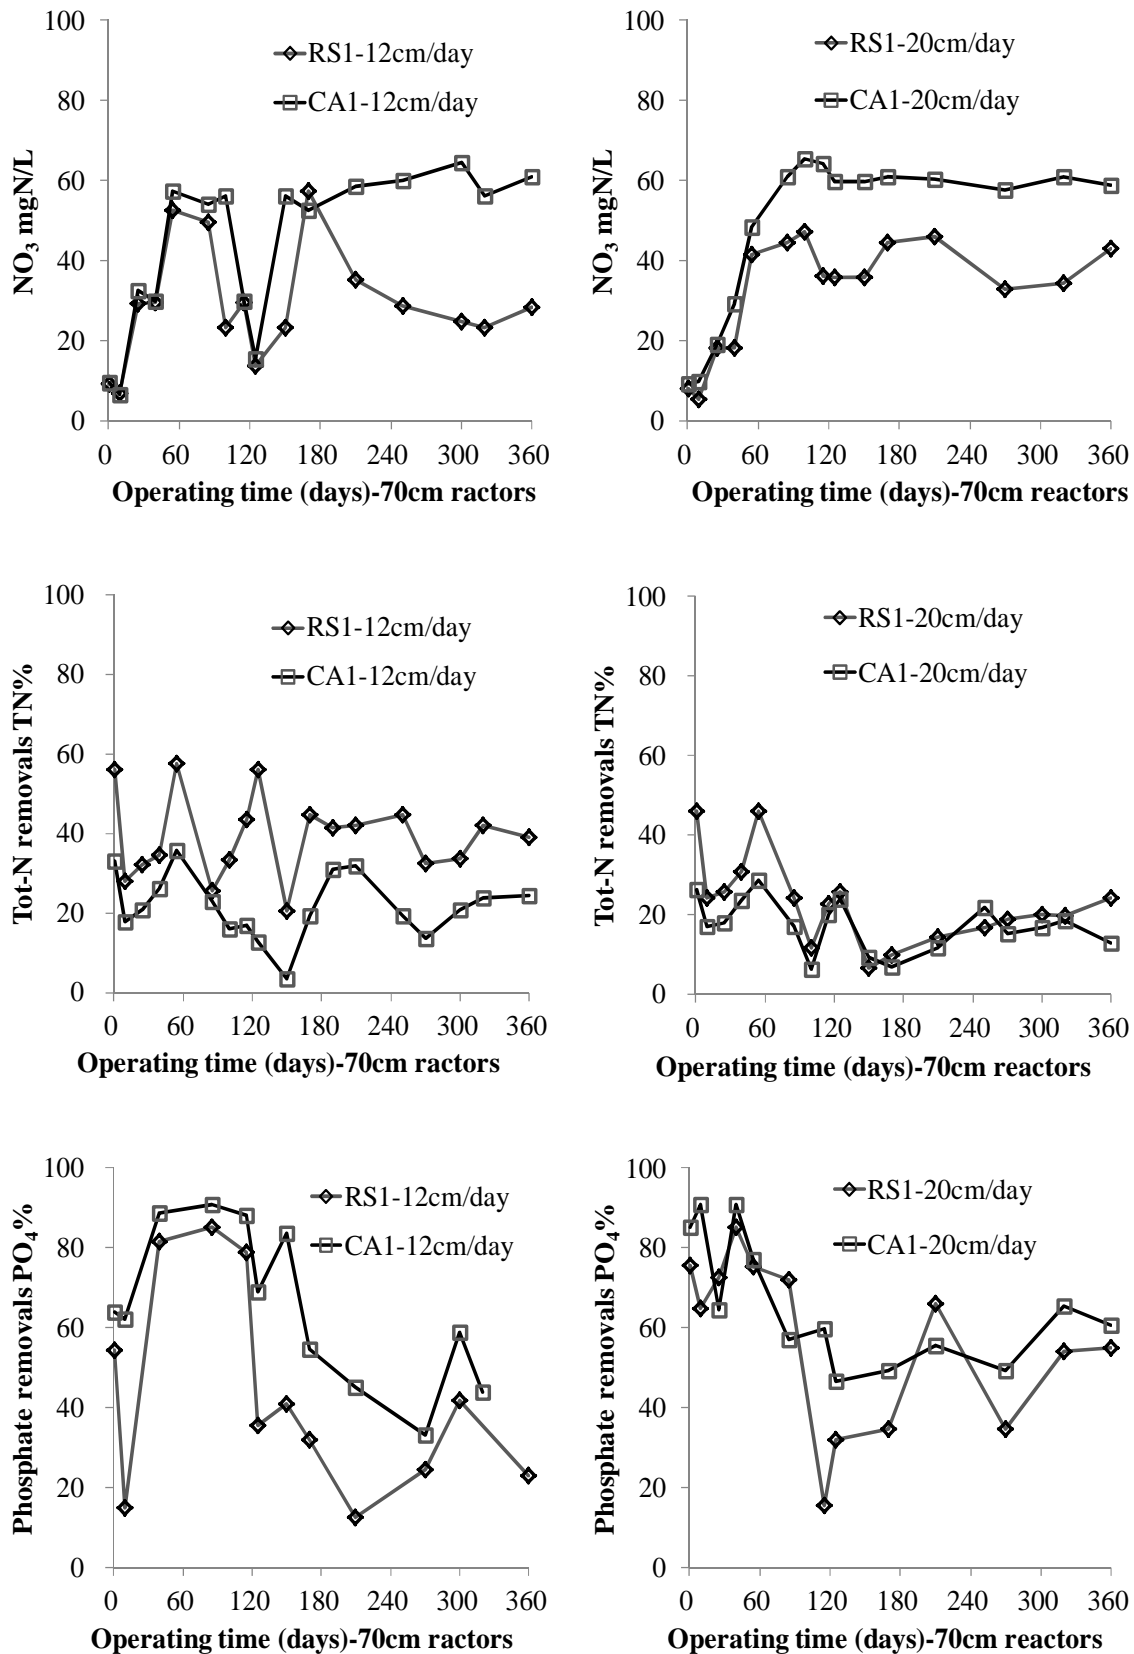 100
80
60
40
20
0
NO3 mgN/L
RS1-12cm/day
CA1-12cm/day
0 60 120 180 240 300 360
Operating time (days)-70cm ractors
100
80
60
40
20
0
NO3 mgN/L
RS1-20cm/day
CA1-20cm/day
0 60 120 180 240 300 360
Operating time (days)-70cm reactors
100
80
60
40
20
0
Tot-N removals TN%
RS1-12cm/day
CA1-12cm/day
0 60 120 180 240 300 360
Operating time (days)-70cm ractors
100
80
60
40
20
0
Tot-N removals TN%
RS1-20cm/day
CA1-20cm/day
0 60 120 180 240 300 360
Operating time (days)-70cm reactors
100
80
60
40
20
0
Phosphate removals PO4%
RS1-12cm/day
CA1-12cm/day
0 60 120 180 240 300 360
Operating time (days)-70cm ractors
100
80
60
40
20
0
Phosphate removals PO4%
RS1-20cm/day
CA1-20cm/day
0 60 120 180 240 300 360
Operating time (days)-70cm reactors